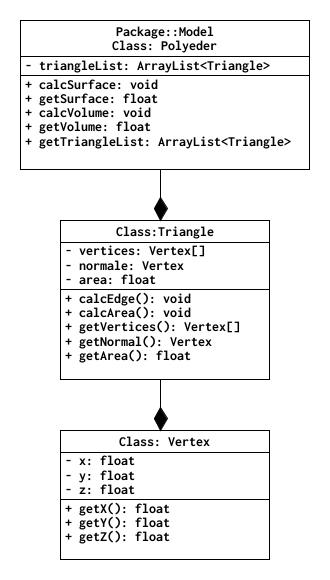 Package::Model
Class: Polyeder
- triangleList: ArrayList<Triangle>
+ calcSurface: void
+ getSurface: float
+ calcVolume: void
+ getVolume: float
+ getTriangleList: ArrayList<Triangle>
Class:Triangle
- vertices: Vertex[]
- normale: Vertex
- area: float
+ calcEdge(): void
+ calcArea(): void
+ getVertices(): Vertex[]
+ getNormal(): Vertex
+ getArea(): float
Class: Vertex
- x: float
- y: float
- z: float
+ getX(): float
+ getY(): float
+ getZ(): float